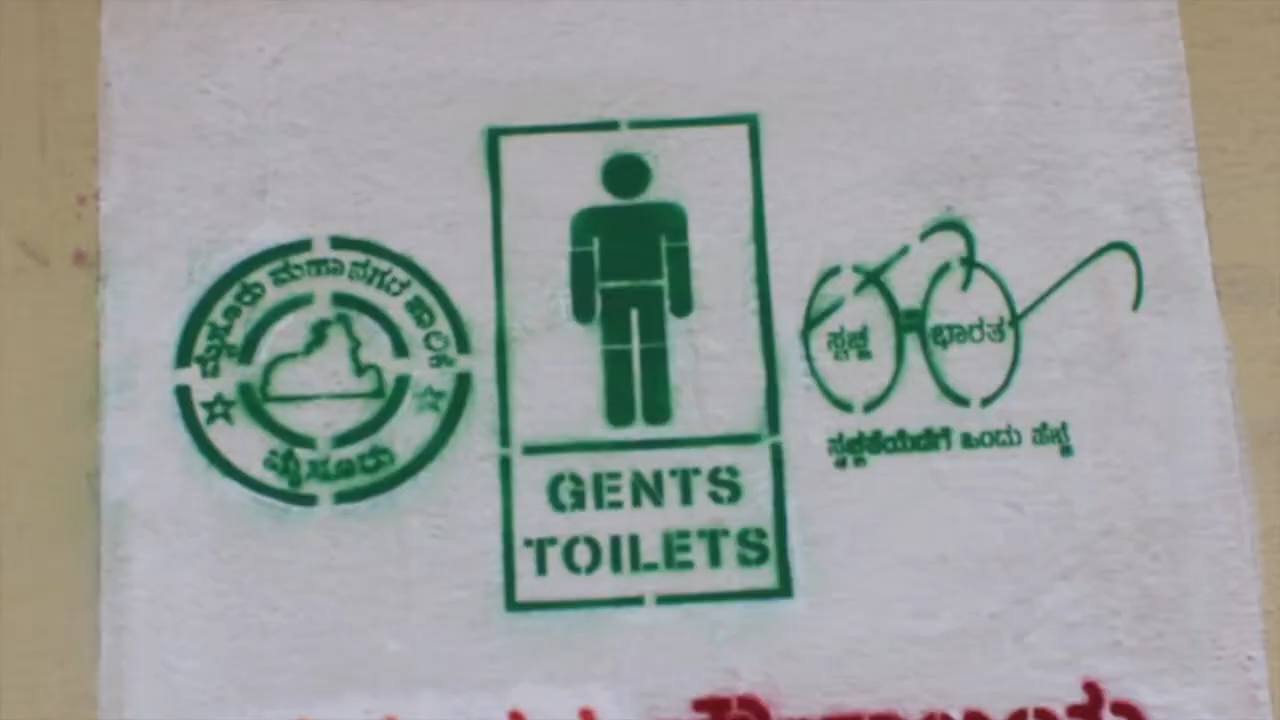 ಮೈಸೂರು ಮಹಾನಗರ ಪಾಲಿಕೆ
ಮೈಸೂರು
GENTS
TOILETS
ಸ್ವಚ್ಛ ಭಾರತ
ಸ್ವಚ್ಛತೆಯೆಡೆಗೆ ಒಂದು ಹೆಜ್ಜೆ